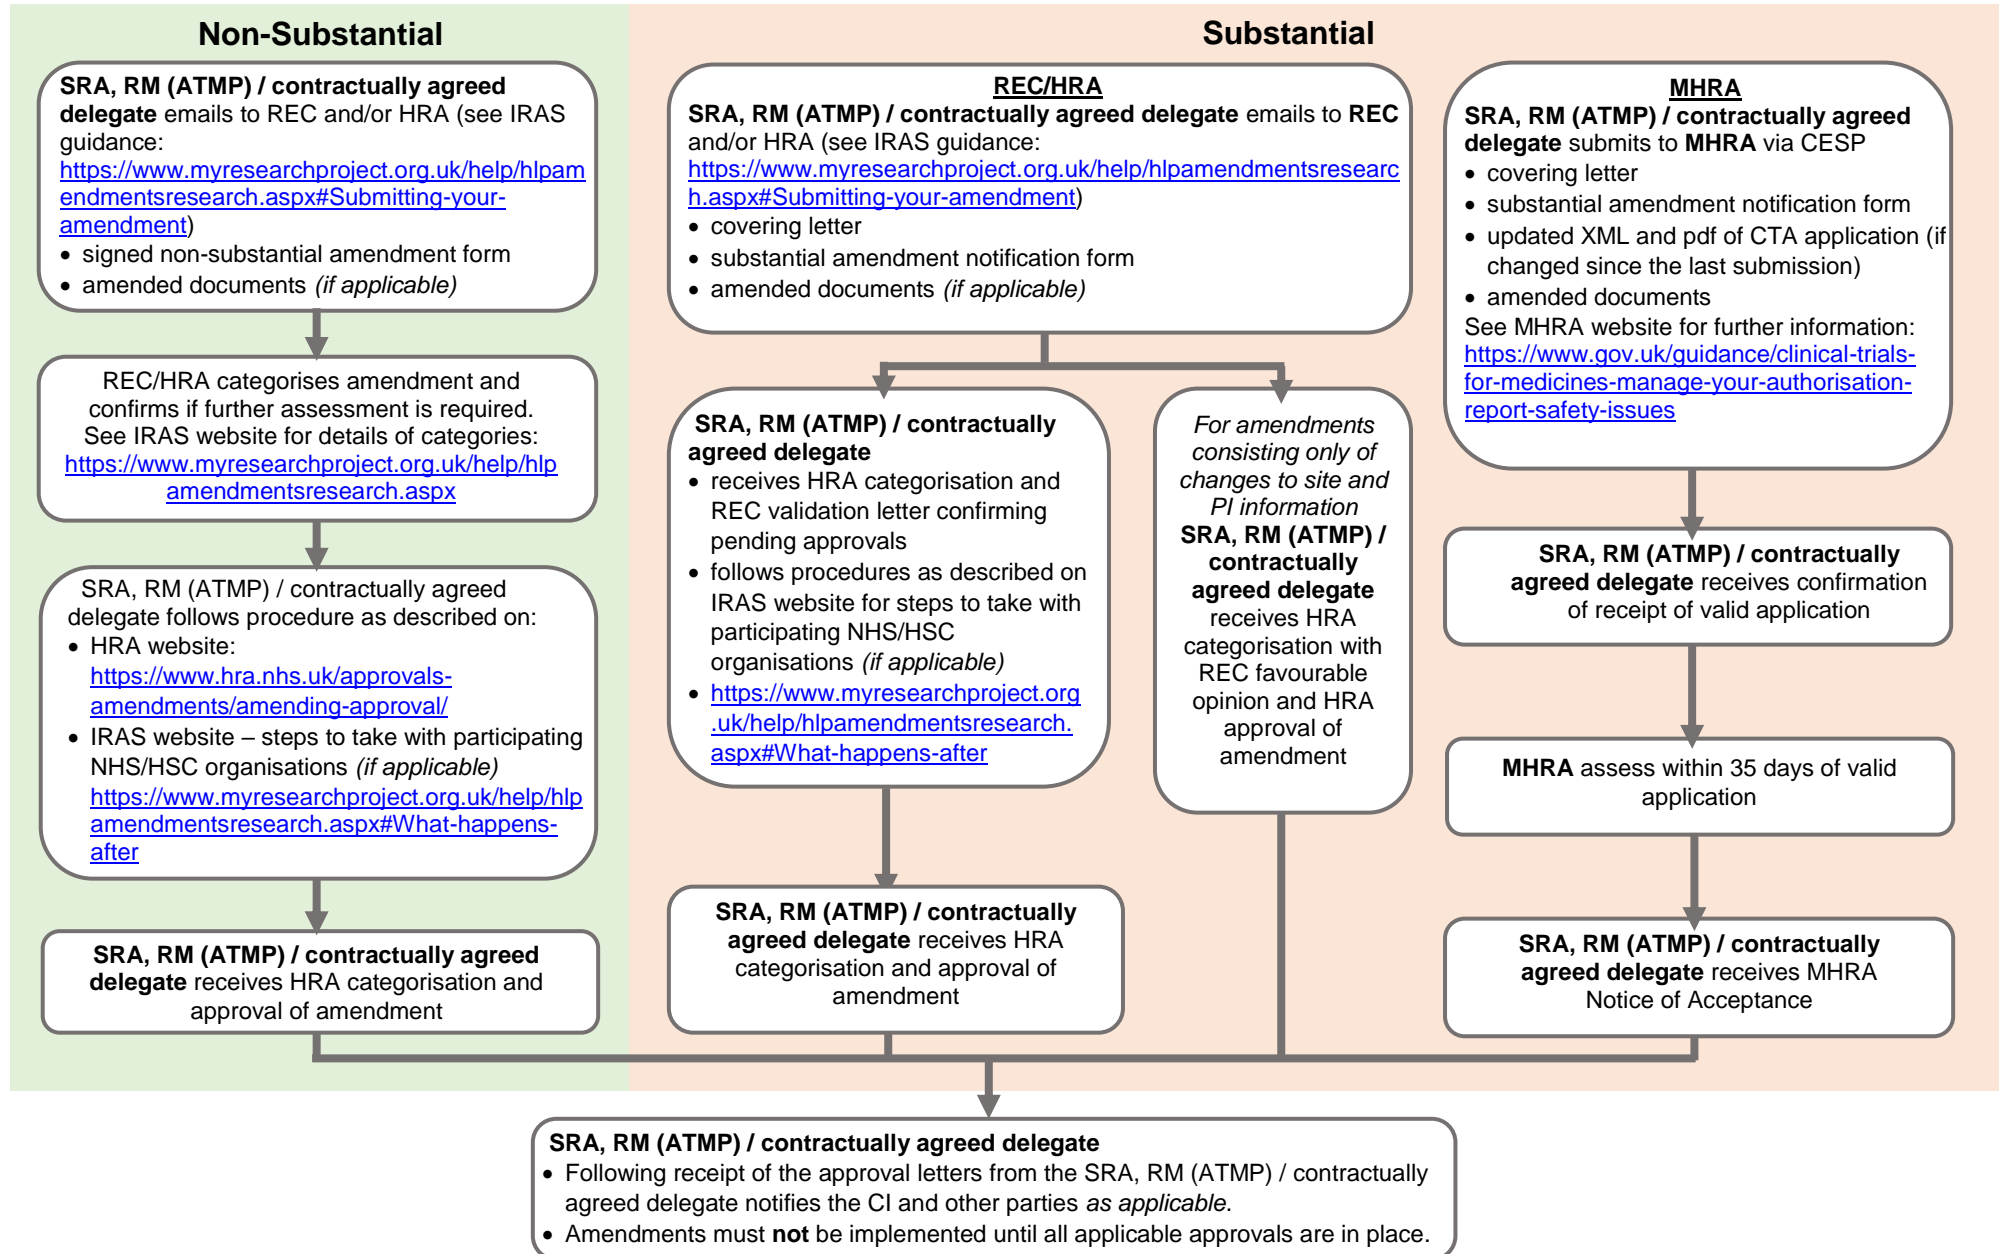 Non-Substantial
SRA, RM (ATMP) / contractually agreed
delegate emails to REC and/or HRA (see IRAS
guidance:
https://www.myresearchproject.org.uk/help/hlpam
endmentsresearch.aspx#Submitting-your-
amendment)
• signed non-substantial amendment form
• amended documents (if applicable)
REC/HRA categorises amendment and
confirms if further assessment is required.
See IRAS website for details of categories:
https://www.myresearchproject.org.uk/help/hlp
amendmentsresearch.aspx
SRA, RM (ATMP) / contractually agreed
delegate follows procedure as described on:
• HRA website:
https://www.hra.nhs.uk/approvals-
amendments/amending-approval/
• IRAS website – steps to take with participating
NHS/HSC organisations (if applicable)
https://www.myresearchproject.org.uk/help/hlp
amendmentsresearch.aspx#What-happens-
after
SRA, RM (ATMP) / contractually agreed
delegate receives HRA categorisation and
approval of amendment
Substantial
REC/HRA
SRA, RM (ATMP) / contractually agreed delegate emails to REC
and/or HRA (see IRAS guidance:
https://www.myresearchproject.org.uk/help/hlpamendmentsresearc
h.aspx#Submitting-your-amendment)
• covering letter
• substantial amendment notification form
• amended documents (if applicable)
SRA, RM (ATMP) / contractually
agreed delegate
• receives HRA categorisation and
REC validation letter confirming
pending approvals
• follows procedures as described on
IRAS website for steps to take with
participating NHS/HSC
organisations (if applicable)
• https://www.myresearchproject.org
.uk/help/hlpamendmentsresearch.
aspx#What-happens-after
SRA, RM (ATMP) / contractually
agreed delegate receives HRA
categorisation and approval of
amendment
For amendments
consisting only of
changes to site and
PI information
SRA, RM (ATMP) /
contractually
agreed delegate
receives HRA
categorisation with
REC favourable
opinion and HRA
approval of
amendment
MHRA
SRA, RM (ATMP) / contractually agreed
delegate submits to MHRA via CESP
• covering letter
• substantial amendment notification form
• updated XML and pdf of CTA application (if
changed since the last submission)
• amended documents
See MHRA website for further information:
https://www.gov.uk/guidance/clinical-trials-
for-medicines-manage-your-authorisation-
report-safety-issues
SRA, RM (ATMP) / contractually
agreed delegate receives confirmation
of receipt of valid application
MHRA assess within 35 days of valid
application
SRA, RM (ATMP) / contractually
agreed delegate receives MHRA
Notice of Acceptance
SRA, RM (ATMP) / contractually agreed delegate
• Following receipt of the approval letters from the SRA, RM (ATMP) / contractually
agreed delegate notifies the CI and other parties as applicable.
• Amendments must not be implemented until all applicable approvals are in place.